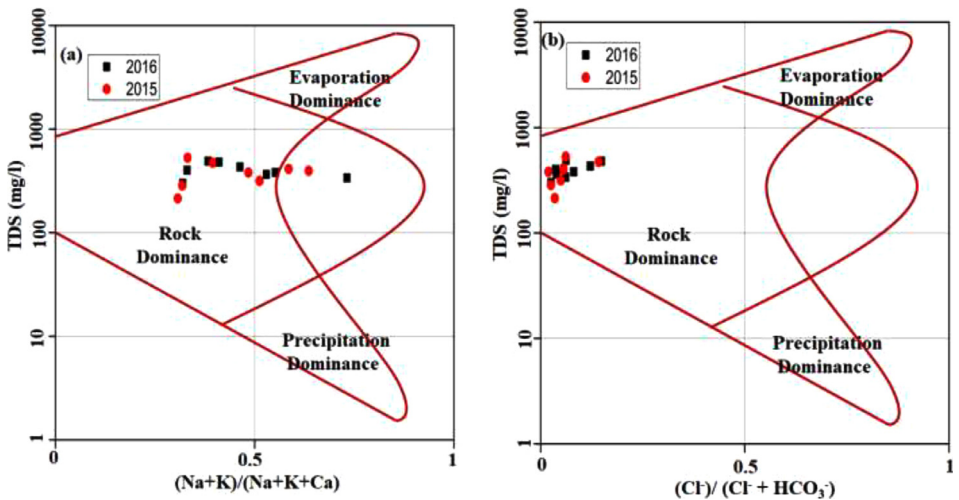 (a)
2016
2015
Evaporation
Dominance
Rock
Dominance
Precipitation
Dominance
TDS (mg/l)
10000
1000
100
10
1
0
0.5
1
(Na+K)/(Na+K+Ca)
(b)
2016
2015
Evaporation
Dominance
Rock
Dominance
Precipitation
Dominance
TDS (mg/l)
10000
1000
100
10
1
0
0.5
1
(Cl⁻)/ (Cl⁻ + HCO₃⁻)